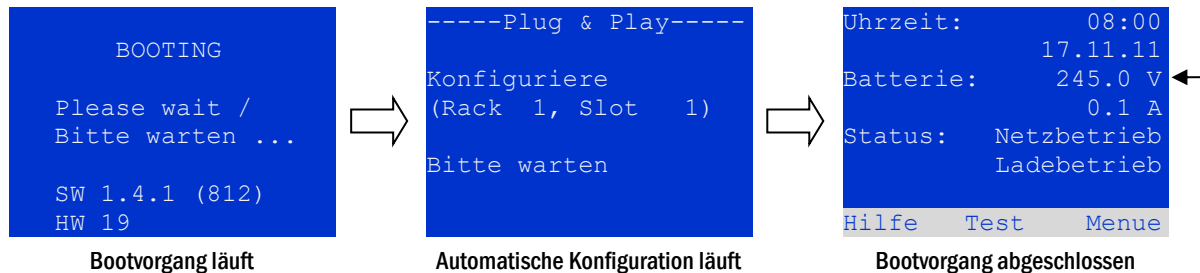 BOOTING
Please wait /
Bitte warten ...
SW 1.4.1 (812)
HW 19
Bootvorgang läuft
-----Plug & Play-----
Konfiguriere
(Rack 1, Slot 1)
Bitte warten
Automatische Konfiguration läuft
Uhrzeit: 08:00
17.11.11
Batterie: 245.0 V
0.1 A
Status: Netzbetrieb
Ladebetrieb
Hilfe Test Menue
Bootvorgang abgeschlossen